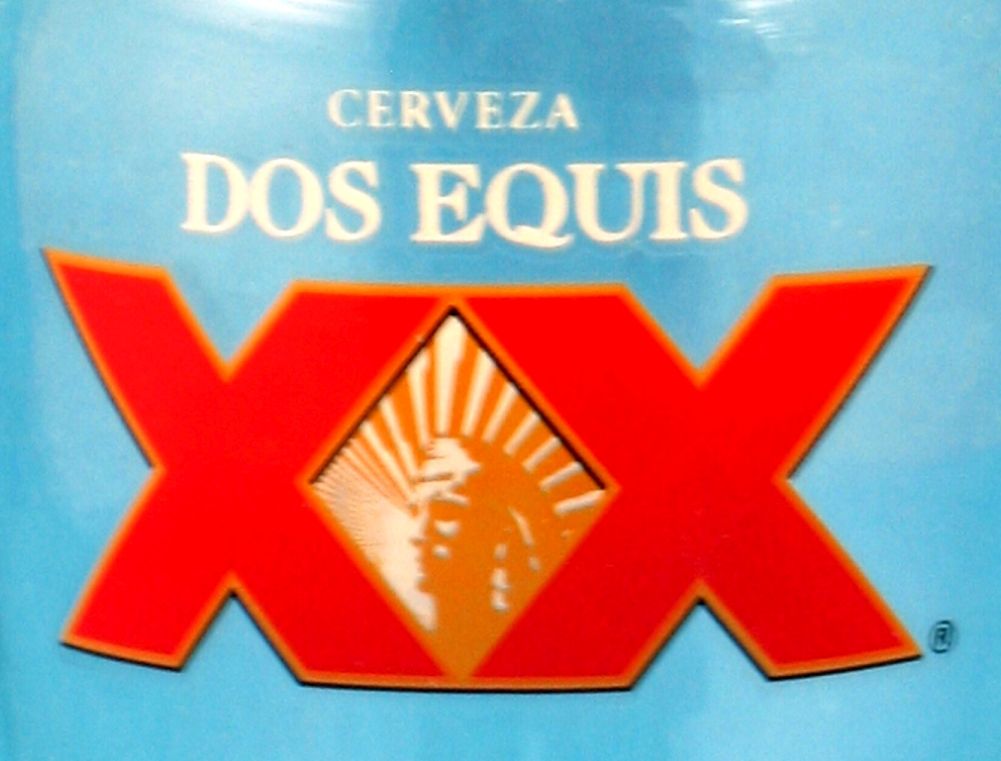 CERVEZA
DOS EQUIS
XX
®